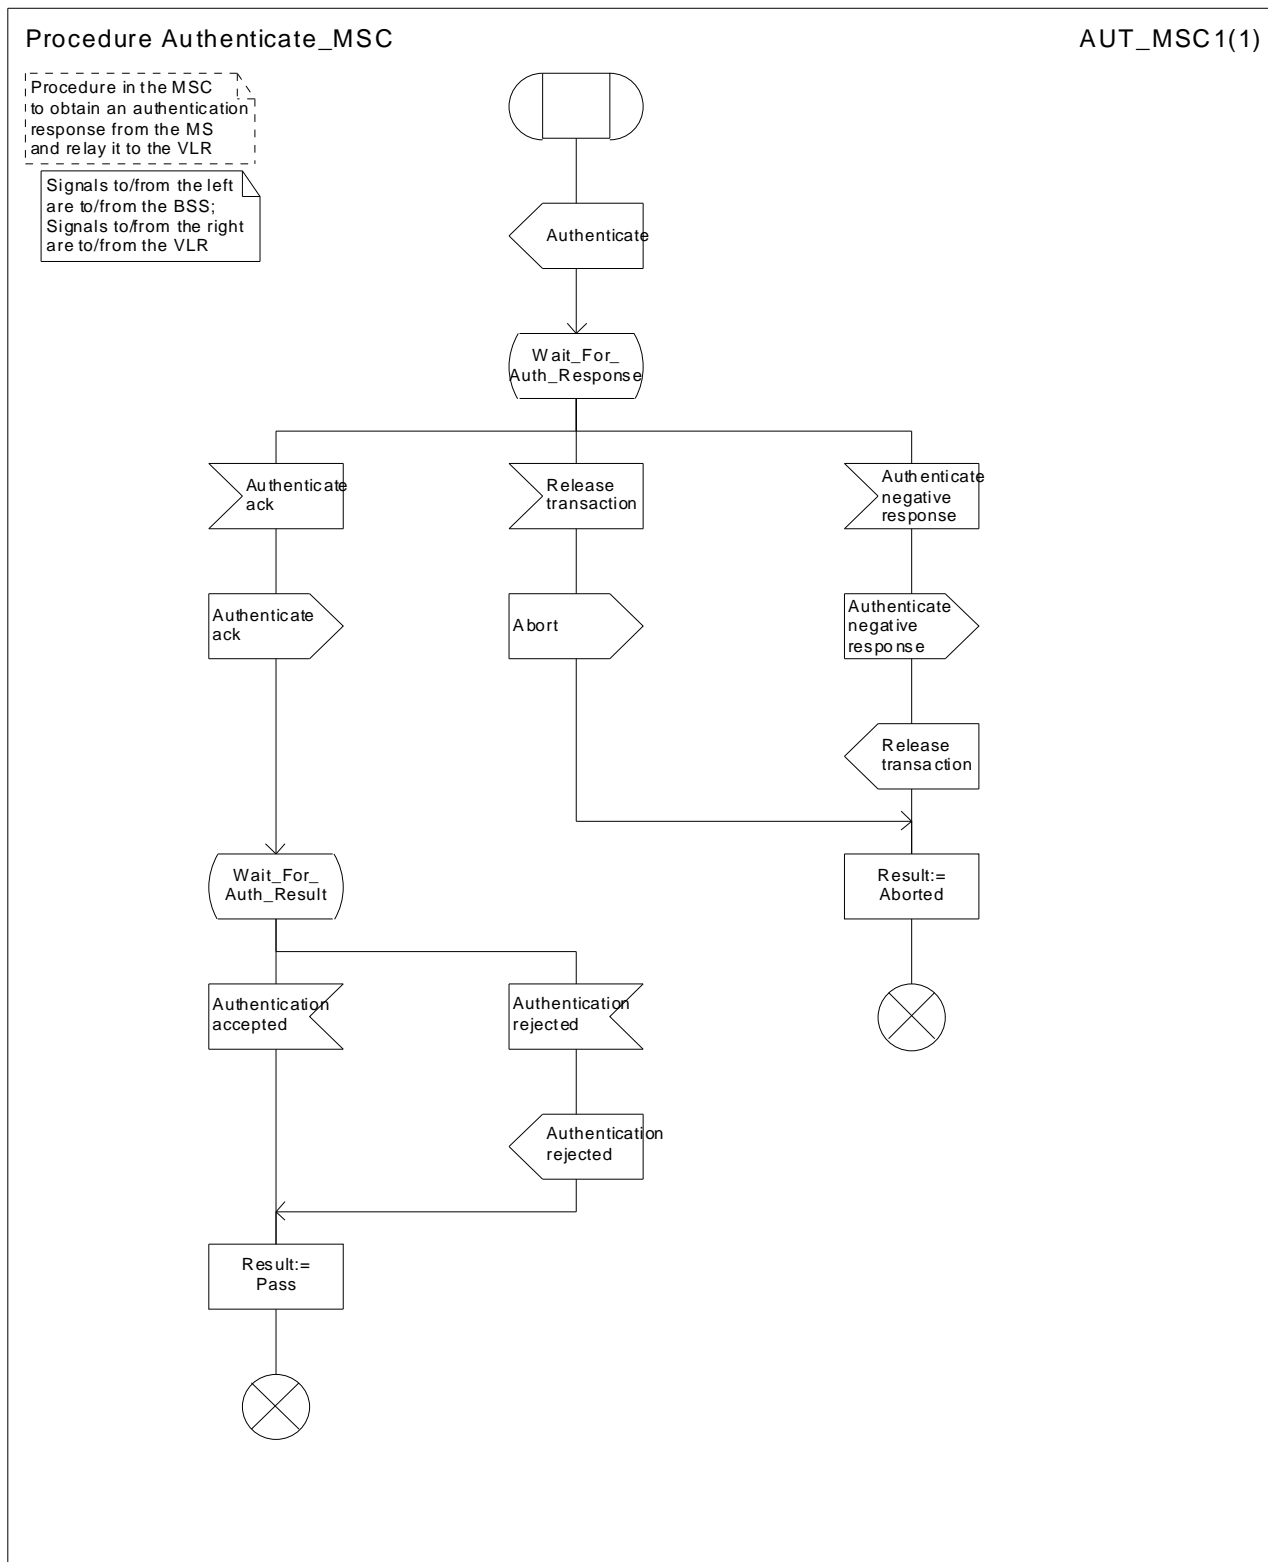 Procedure Authenticate_MSC
AUT_MSC1(1)
Procedure in the MSC
to obtain an authentication
response from the MS
and relay it to the VLR
Signals to/from the left
are to/from the BSS;
Signals to/from the right
are to/from the VLR
Authenticate
Wait_For_
Auth_Response
Authenticate
ack
Release
transaction
Authenticate
negative
response
Authenticate
ack
Abort
Authenticate
negative
response
Release
transaction
Wait_For_
Auth_Result
Result:=
Aborted
Authentication
accepted
Authentication
rejected
Authentication
rejected
Result:=
Pass